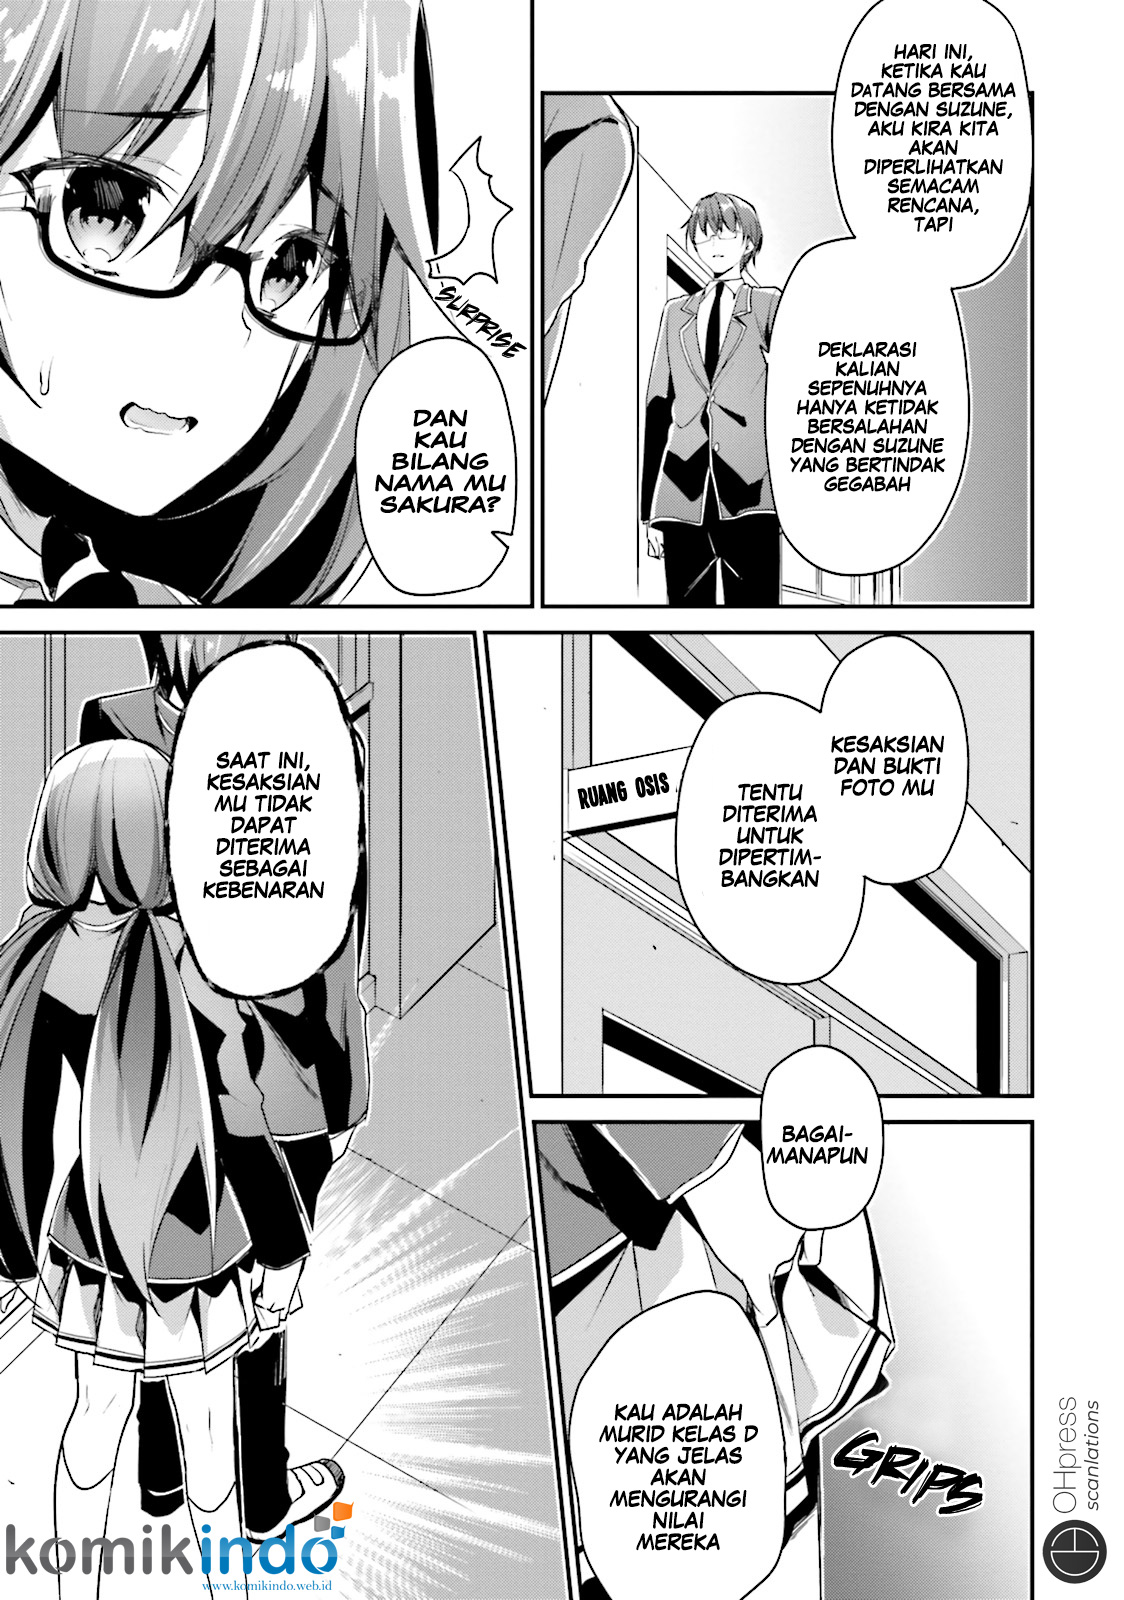 HARI INI,
KETIKA KAU
DATANG BERSAMA
DENGAN SUZUNE,
AKU KIRA KITA
AKAN
DIPERLIHATKAN
SEMACAM
RENCANA,
TAPI
DEKLARASI
KALIAN
SEPENUHNYA
HANYA KETIDAK
BERSALAHAN
DENGAN SUZUNE
YANG BERTINDAK
GEGABAH
SURPRISE
DAN
KAU
BILANG
NAMA MU
SAKURA?
KESAKSIAN
DAN BUKTI
FOTO MU
TENTU
DITERIMA
UNTUK
DIPERTIM-
BANGKAN
RUANG OSIS
SAAT INI,
KESAKSIAN
MU TIDAK
DAPAT
DITERIMA
SEBAGAI
KEBENARAN
BAGAI-
MANAPUN
KAU ADALAH
MURID KELAS D
YANG JELAS
AKAN
MENGURANGI
NILAI
MEREKA
GRIPS
OHpress
scanlations
komikindo
www.komikindo.web.id